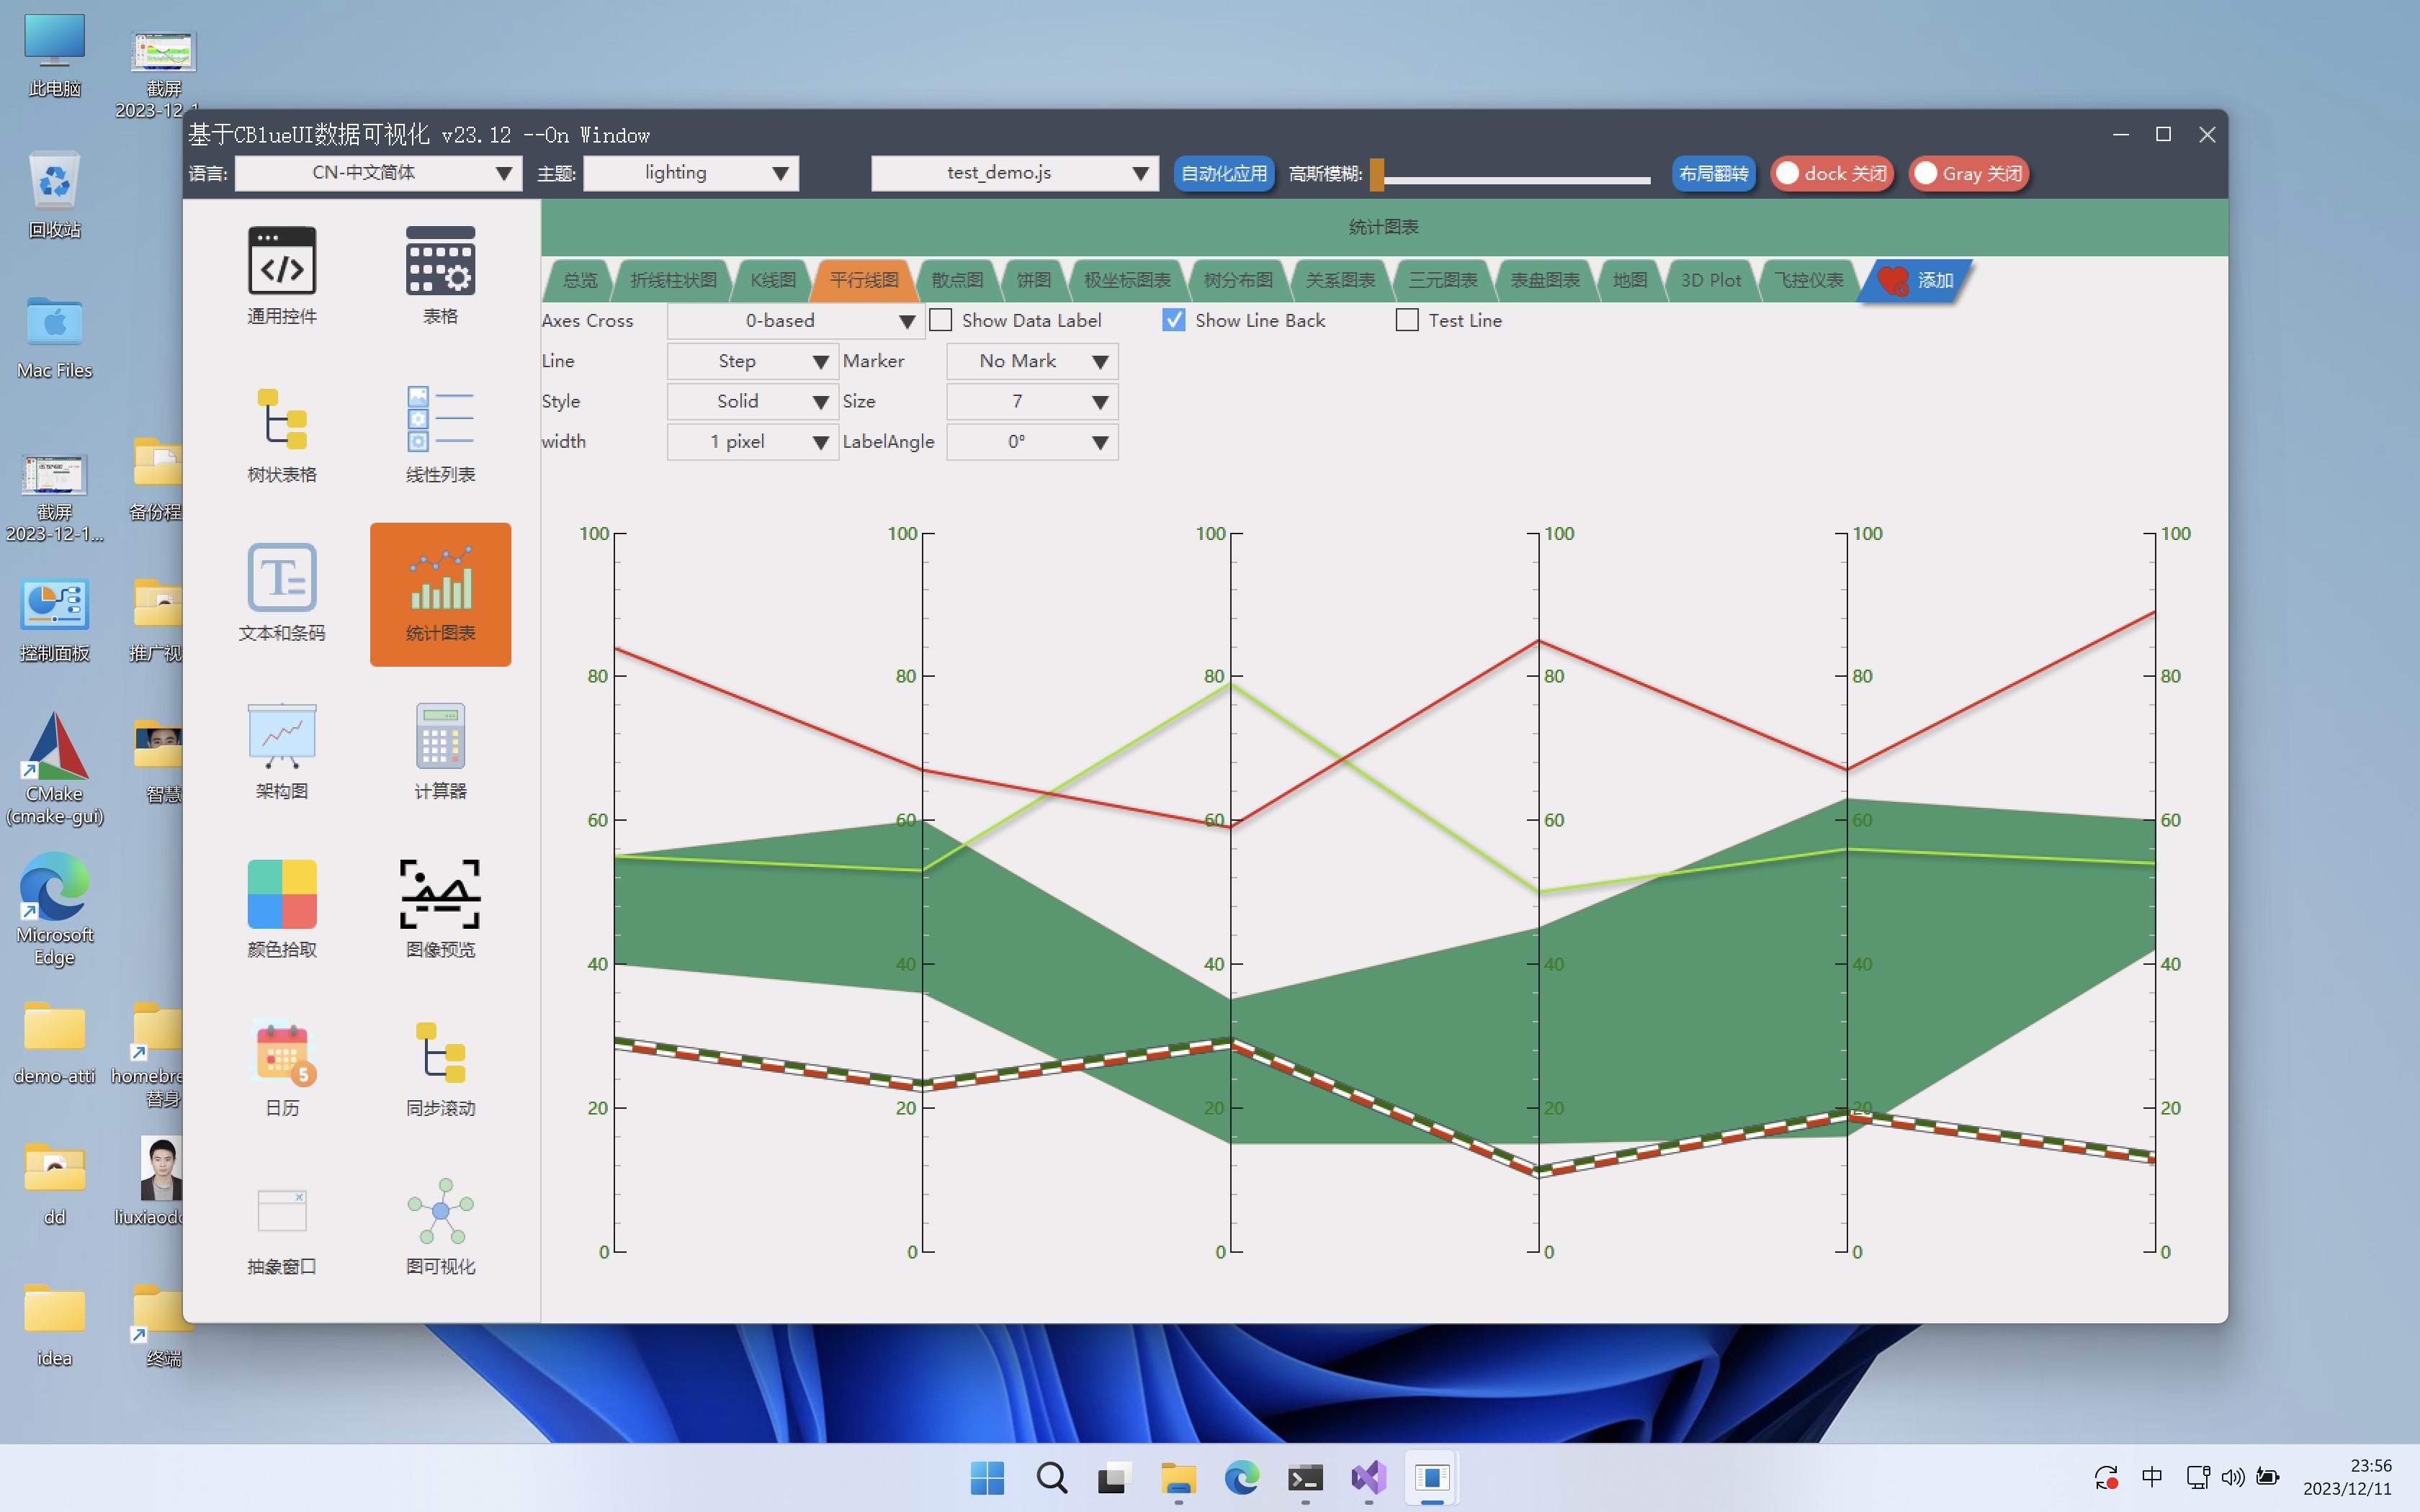 此电脑
截屏
2023-12-1
回收站
Mac Files
截屏
2023-12-1...
备份程
控制面板
推广视
CMake
(cmake-gui)
智慧
Microsoft
Edge
demo-atti
homebre
替身
dd
liuxiaod
idea
终端
基于CBlueUI数据可视化 v23.12 --On Window
语言: CN-中文简体 主题: lighting test_demo.js 自动化应用 高斯模糊: 布局翻转 dock 关闭 Gray 关闭
通用控件 表格
树状表格 线性列表
文本和条码 统计图表
架构图 计算器
颜色拾取 图像预览
5
日历 同步滚动
抽象窗口 图可视化
统计图表
总览 折线柱状图 K线图 平行线图 散点图 饼图 极坐标图表 树分布图 关系图表 三元图表 表盘图表 地图 3D Plot 飞控仪表 添加
Axes Cross 0-based Show Data Label Show Line Back Test Line
Line Step Marker No Mark
Style Solid Size 7
width 1 pixel LabelAngle 0°
100 100 100 100 100 100
80 80 80 80 80 80
60 60 60 60 60 60
40 40 40 40 40 40
20 20 20 20 20 20
0 0 0 0 0 0
中
23:56
2023/12/11